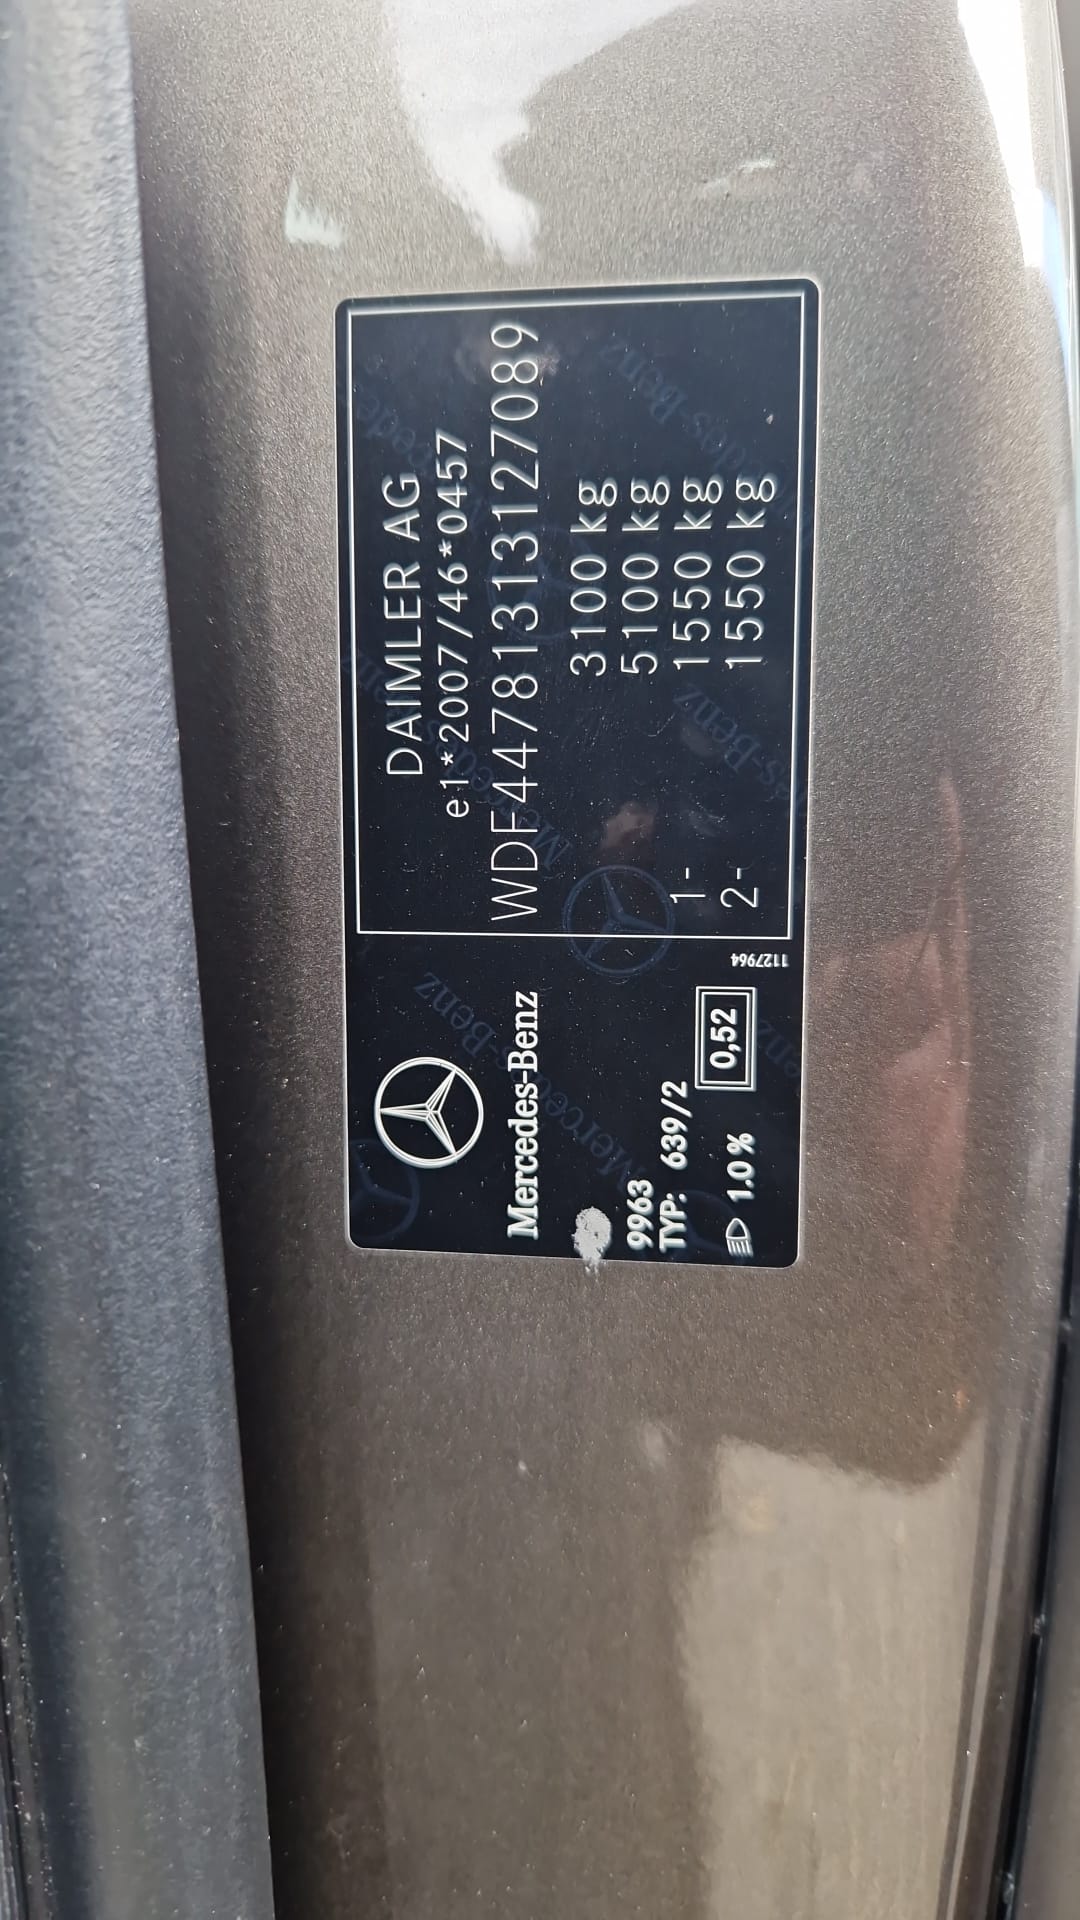 DAIMLER AG
e1*2007/46*0457
WDF44781313127089
3100 kg
5100 kg
1- 1550 kg
2- 1550 kg
1127964
Mercedes-Benz
9963
TYP: 639/2
1.0% 0,52